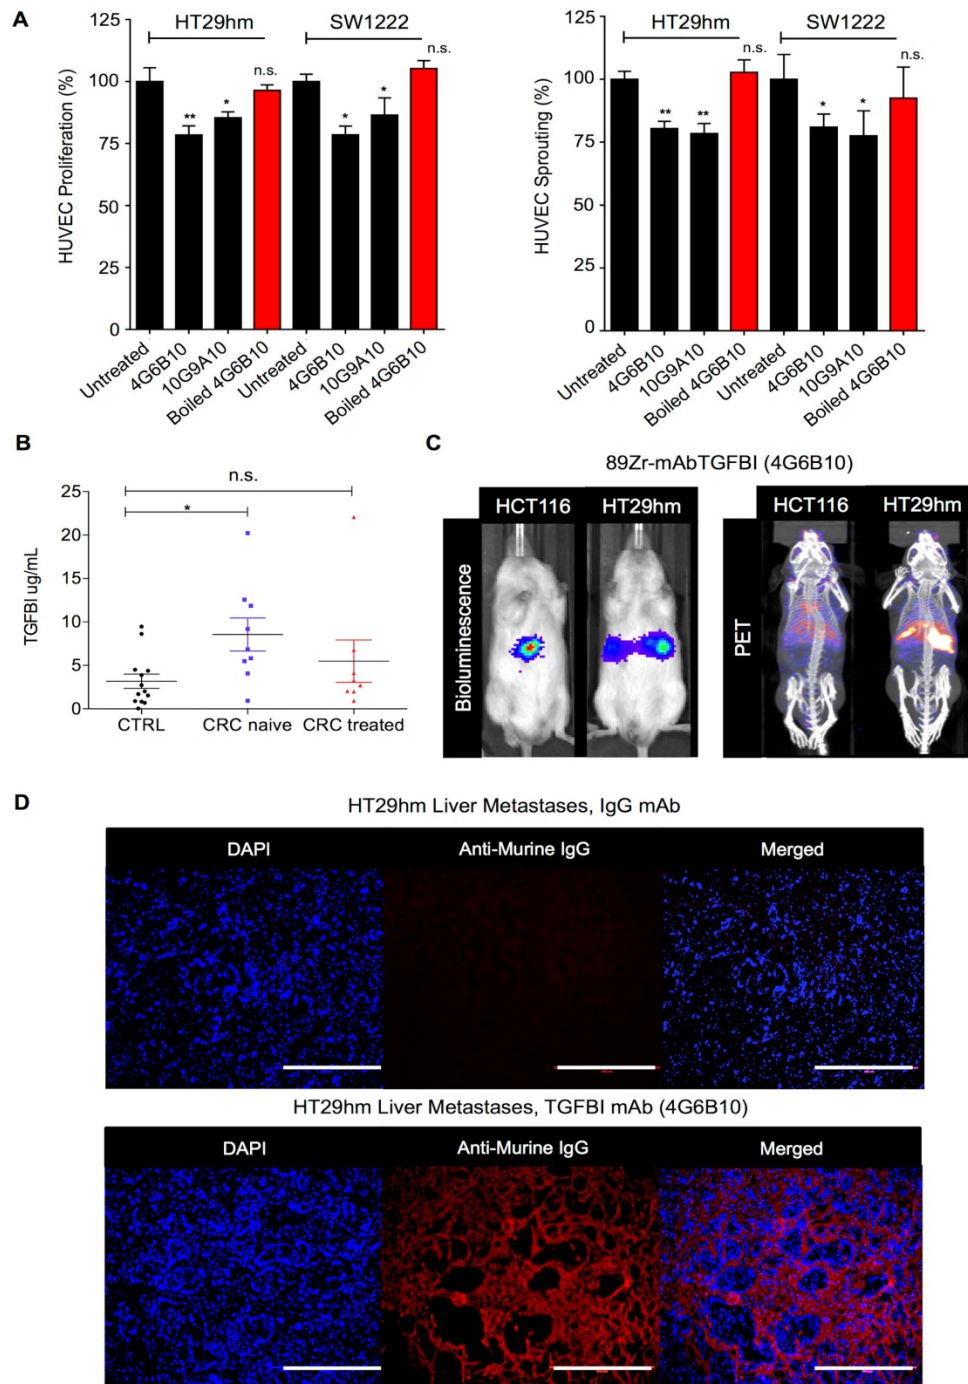 A
HT29hm
SW1222
HUVEC Proliferation (%)
125
100
75
50
25
0
**
*
n.s.
*
*
n.s.
Untreated
4G6B10
10G9A10
Boiled 4G6B10
Untreated
4G6B10
10G9A10
Boiled 4G6B10
HT29hm
SW1222
HUVEC Sprouting (%)
125
100
75
50
25
0
**
**
n.s.
*
*
n.s.
Untreated
4G6B10
10G9A10
Boiled 4G6B10
Untreated
4G6B10
10G9A10
Boiled 4G6B10
B
n.s.
*
TGFBI ug/mL
25
20
15
10
5
0
CTRL
CRC naive
CRC treated
C
89Zr-mAbTGFBI (4G6B10)
HCT116
HT29hm
Bioluminescence
HCT116
HT29hm
PET
D
HT29hm Liver Metastases, IgG mAb
DAPI
Anti-Murine IgG
Merged
HT29hm Liver Metastases, TGFBI mAb (4G6B10)
DAPI
Anti-Murine IgG
Merged